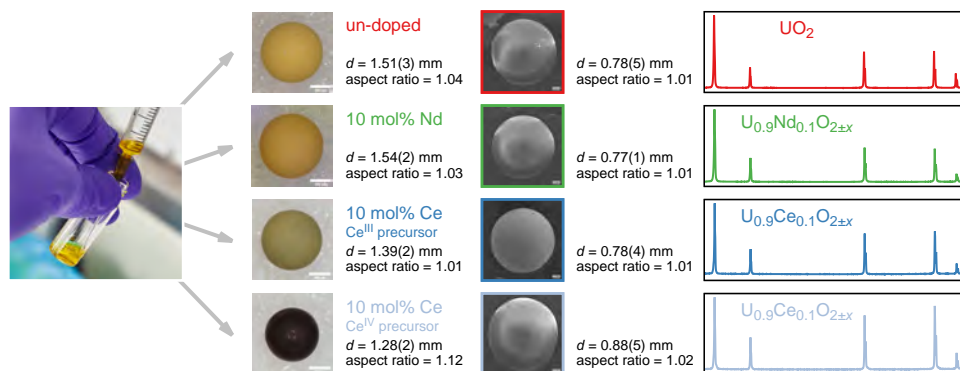 un-doped
d = 1.51(3) mm
aspect ratio = 1.04
d = 0.78(5) mm
aspect ratio = 1.01
UO₂
10 mol% Nd
d = 1.54(2) mm
aspect ratio = 1.03
d = 0.77(1) mm
aspect ratio = 1.01
U₀.₉Nd₀.₁O₂±ₓ
10 mol% Ce
Ceᴵᴵᴵ precursor
d = 1.39(2) mm
aspect ratio = 1.01
d = 0.78(4) mm
aspect ratio = 1.01
U₀.₉Ce₀.₁O₂±ₓ
10 mol% Ce
Ceᴵⱽ precursor
d = 1.28(2) mm
aspect ratio = 1.12
d = 0.88(5) mm
aspect ratio = 1.02
U₀.₉Ce₀.₁O₂±ₓ